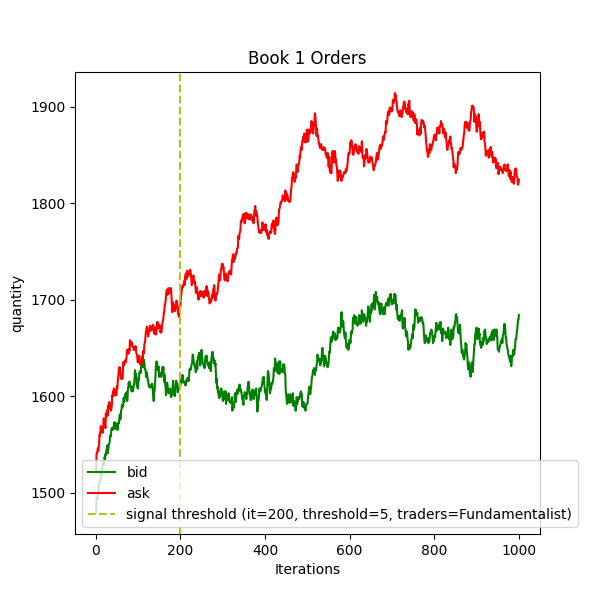 Book 1 Orders
quantity
1900
1800
1700
1600
1500
bid
ask
signal threshold (it=200, threshold=5, traders=Fundamentalist)
0 200 400 600 800 1000
Iterations